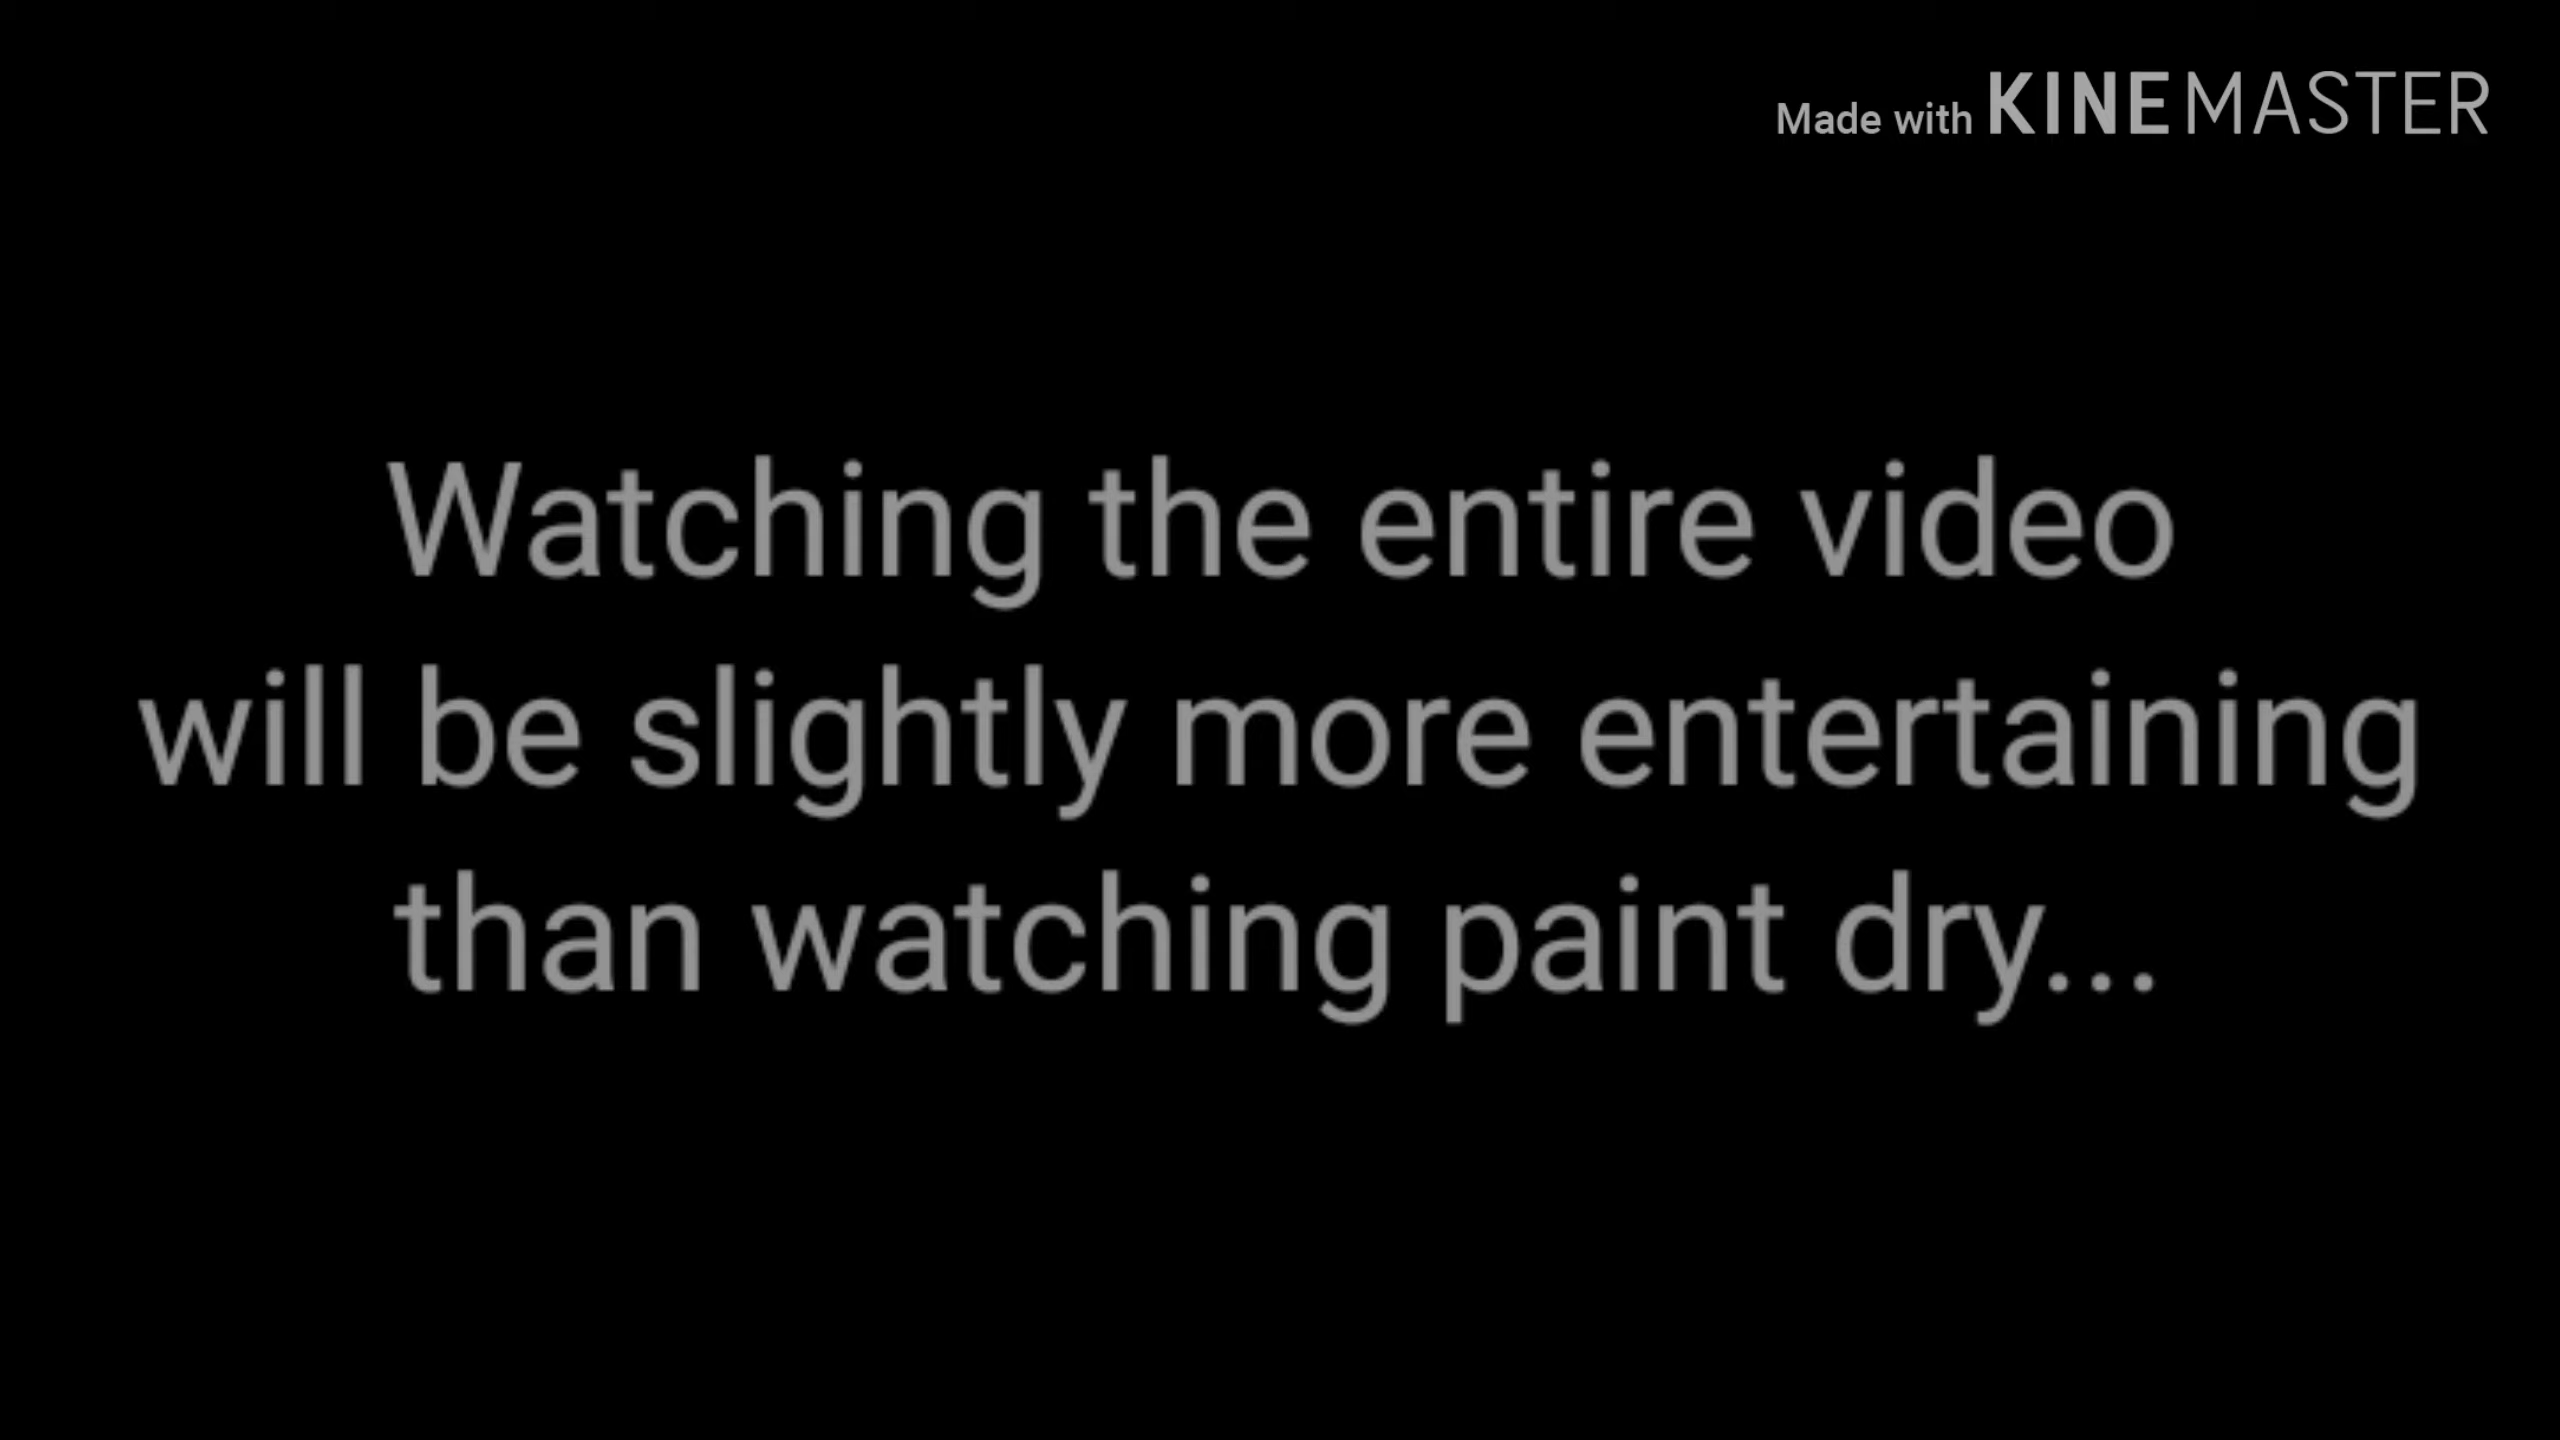 Made with KINEMASTER
Watching the entire video
will be slightly more entertaining
than watching paint dry...